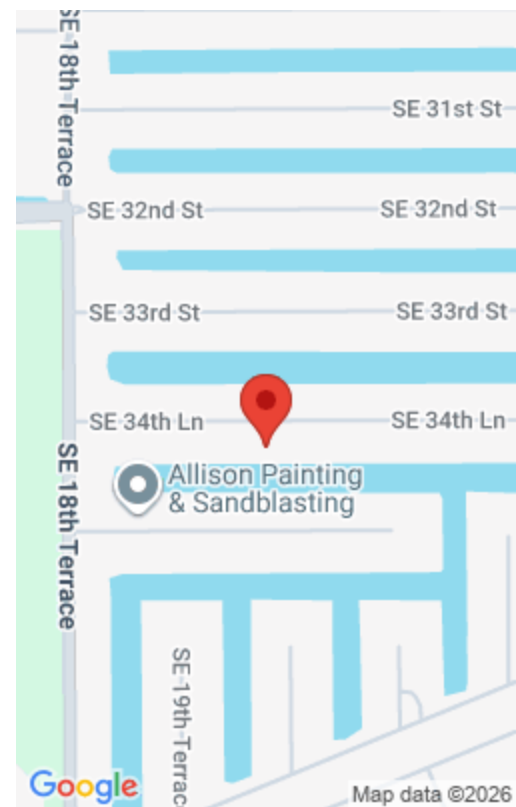 SE 18th Terrace
SE 31st St
SE 32nd St
SE 32nd St
SE 33rd St
SE 33rd St
SE 34th Ln
SE 34th Ln
Allison Painting
& Sandblasting
SE 18th Terrace
SE 19th Terrac
Google
Map data ©2026